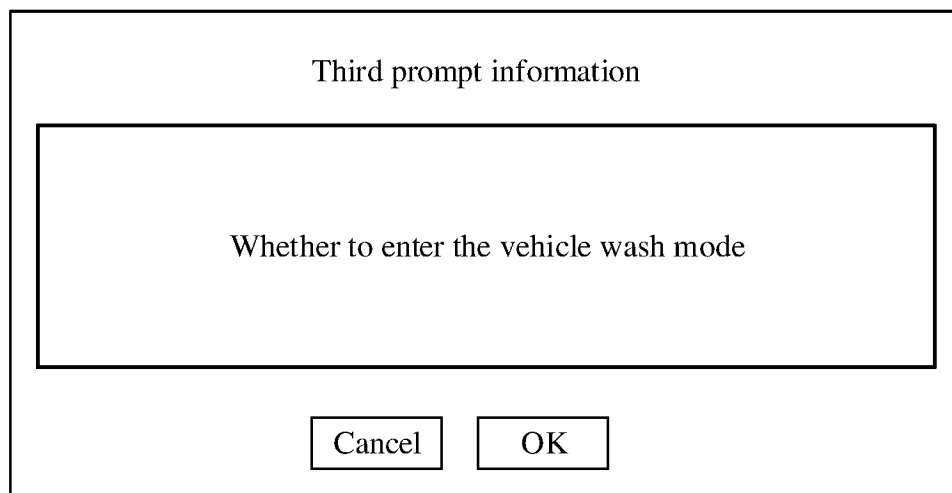 Third prompt information
Whether to enter the vehicle wash mode
Cancel OK